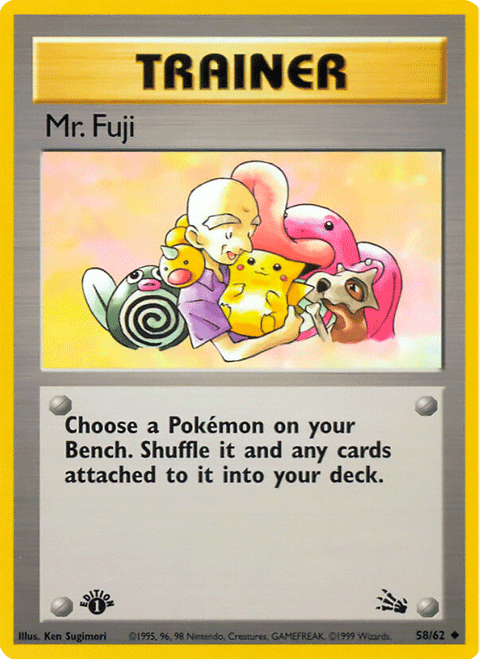 TRAINER
Mr. Fuji
Choose a Pokémon on your
Bench. Shuffle it and any cards
attached to it into your deck.
EDITION
1
Illus. Ken Sugimori ©1995, 96, 98 Nintendo, Creatures, GAMEFREAK. ©1999 Wizards. 58/62